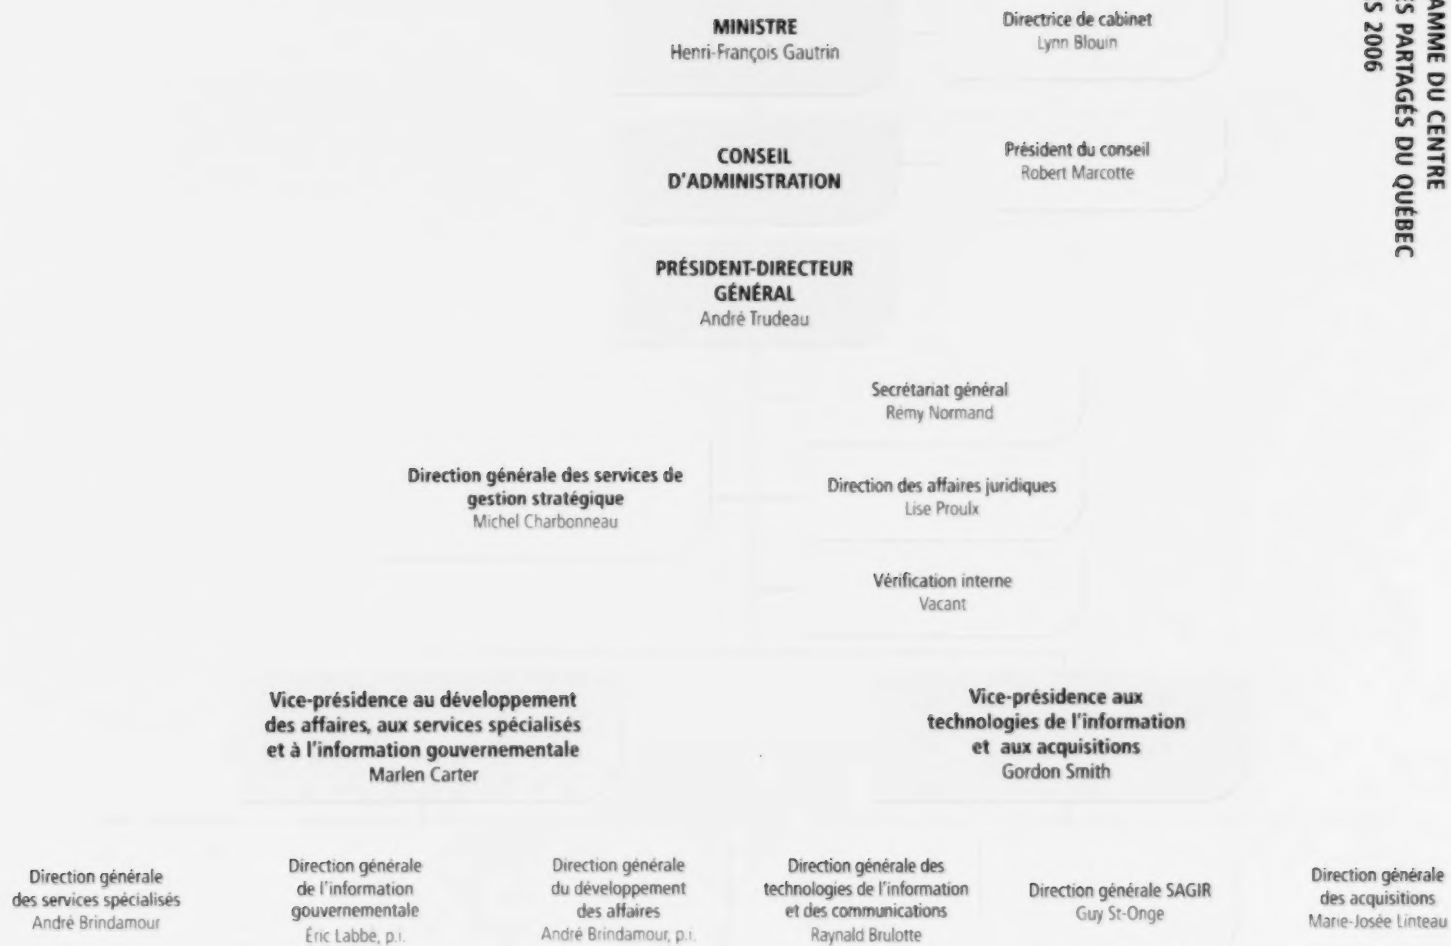 AMME DU CENTRE
ES PARTAGÉS DU QUÉBEC
S 2006
MINISTRE
Henri-François Gautrin
Directrice de cabinet
Lynn Blouin
CONSEIL
D'ADMINISTRATION
Président du conseil
Robert Marcotte
PRÉSIDENT-DIRECTEUR
GÉNÉRAL
André Trudeau
Secrétariat général
Rémy Normand
Direction générale des services de
gestion stratégique
Michel Charbonneau
Direction des affaires juridiques
Lise Proulx
Vérification interne
Vacant
Vice-présidence au développement
des affaires, aux services spécialisés
et à l'information gouvernementale
Marlen Carter
Vice-présidence aux
technologies de l'information
et aux acquisitions
Gordon Smith
Direction générale
des services spécialisés
André Brindamour
Direction générale
de l'information
gouvernementale
Éric Labbé, p.i.
Direction générale
du développement
des affaires
André Brindamour, p.i.
Direction générale des
technologies de l'information
et des communications
Raynald Brulotte
Direction générale SAGIR
Guy St-Onge
Direction générale
des acquisitions
Marie-Josée Linteau